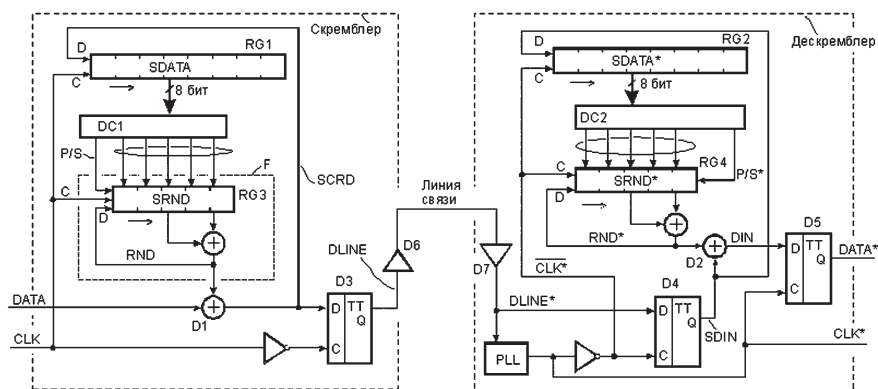 Скремблер
D
RG1
SDATA
C
8 бит
DC1
P/S
F
C
SRND
RG3
D
SCRD
RND
DATA
D1
CLK
D3
D
TT
Q
C
DLINE
D6
Линия
связи
Дескремблер
D
RG2
SDATA*
C
8 бит
DC2
RG4
P/S*
C
SRND*
D
RND*
D2
DIN
D5
D
TT
Q
C
DATA*
D7
CLK*
D4
DLINE*
D
TT
Q
C
SDIN
PLL
CLK*